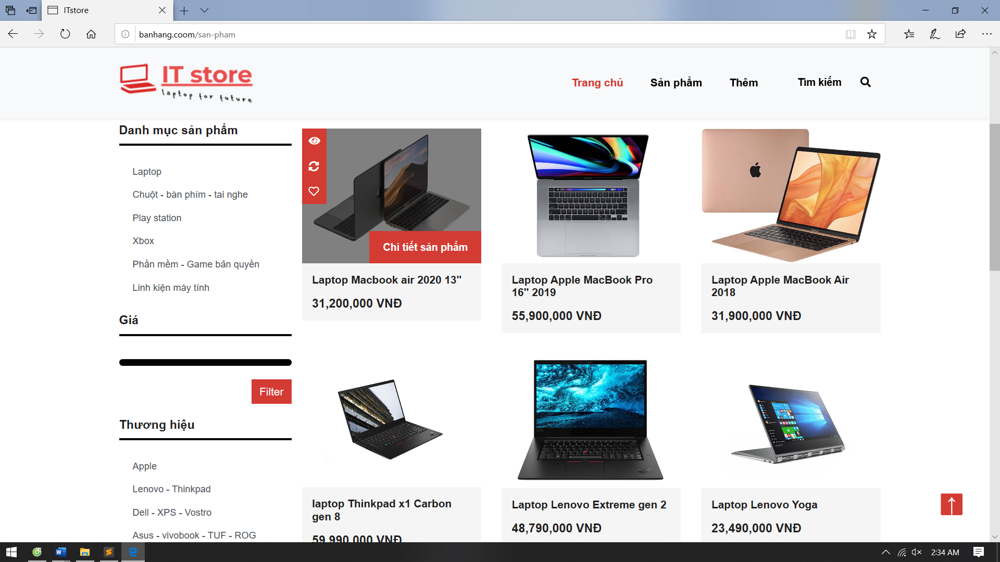 ITstore
banhang.coom/san-pham
IT store
laptop for future
Trang chủ
Sản phẩm
Thêm
Tìm kiếm
Danh mục sản phẩm
Laptop
Chuột - bàn phím - tai nghe
Play station
Xbox
Phần mềm - Game bản quyền
Linh kiện máy tính
Giá
Filter
Thương hiệu
Apple
Lenovo - Thinkpad
Dell - XPS - Vostro
Asus - vivobook - TUF - ROG
Chi tiết sản phẩm
Laptop Macbook air 2020 13"
31,200,000 VNĐ
Laptop Apple MacBook Pro
16" 2019
55,900,000 VNĐ
Laptop Apple MacBook Air
2018
31,900,000 VNĐ
laptop Thinkpad x1 Carbon
gen 8
59,990,000 VNĐ
Laptop Lenovo Extreme gen 2
48,790,000 VNĐ
Laptop Lenovo Yoga
23,490,000 VNĐ
2:34 AM